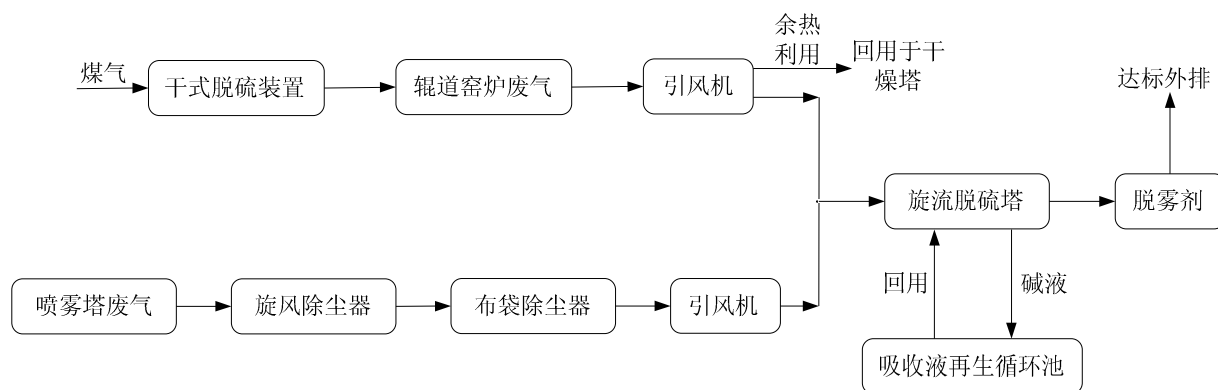 煤气
干式脱硫装置
辊道窑炉废气
引风机
余热
利用
回用于干
燥塔
达标外排
旋流脱硫塔
脱雾剂
回用
碱液
喷雾塔废气
旋风除尘器
布袋除尘器
引风机
吸收液再生循环池